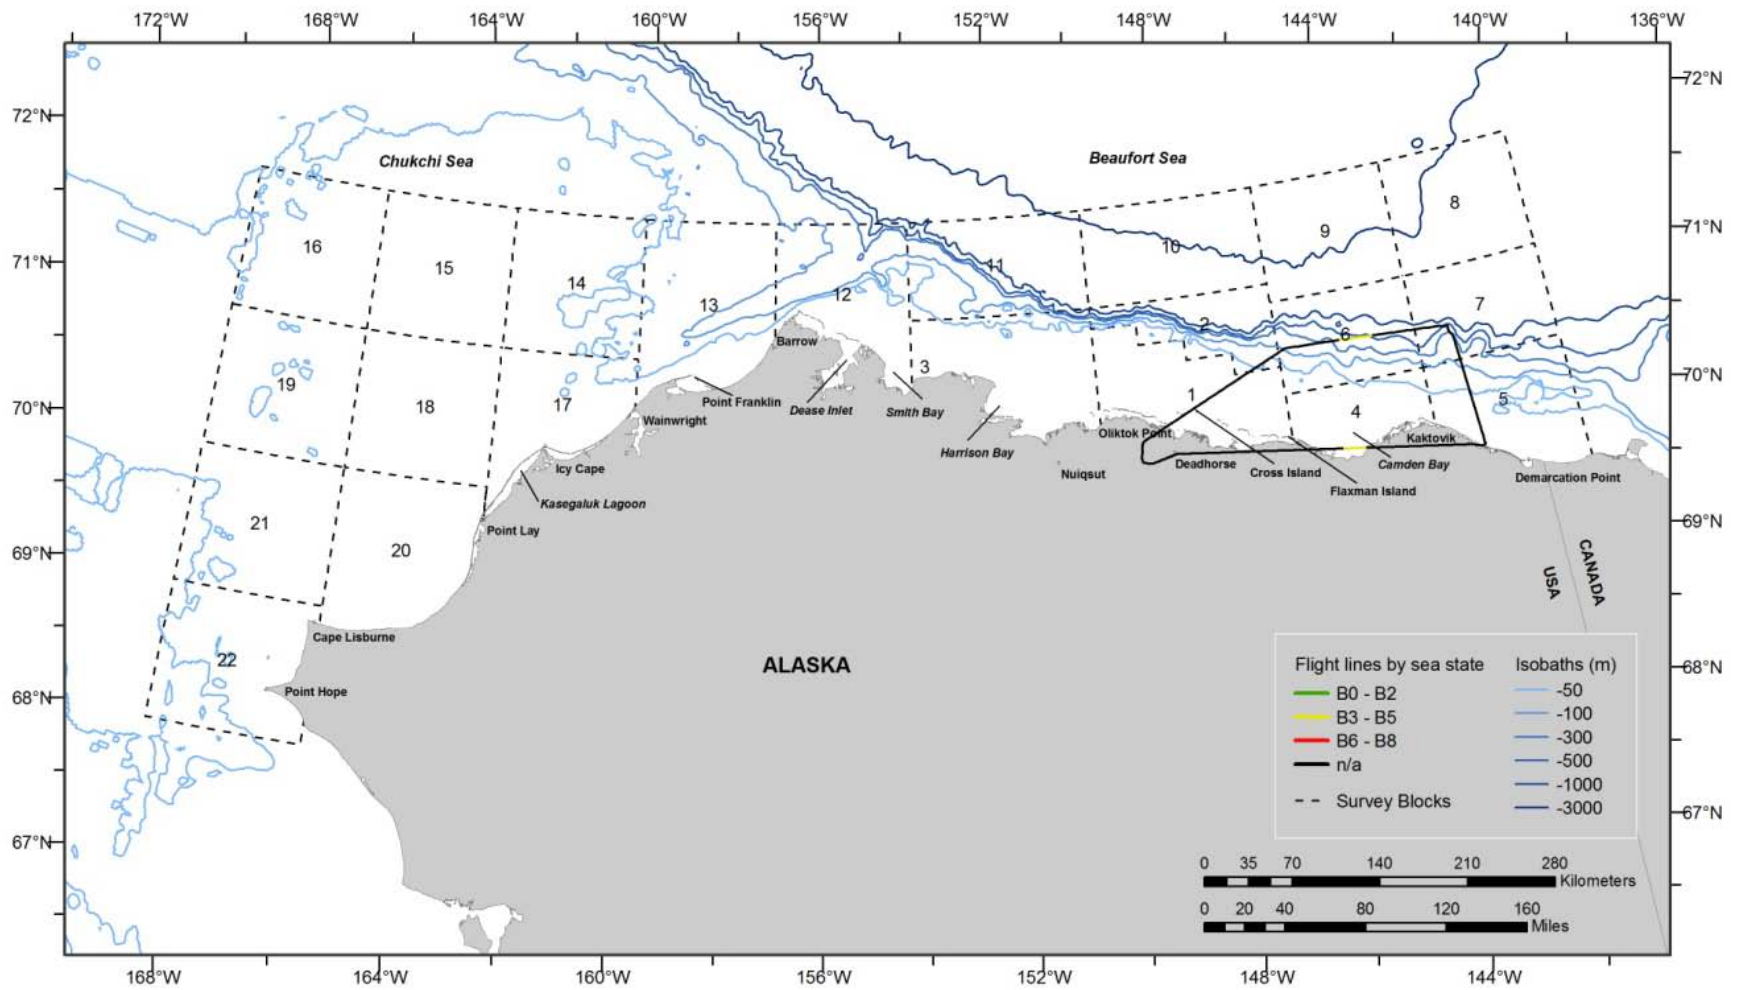 172°W 168°W 164°W 160°W 156°W 152°W 148°W 144°W 140°W 136°W
72°N 72°N
Chukchi Sea Beaufort Sea
8
9
16 10 71°N
15 11
71°N 14
13 12 7
2 6
Barrow
3 70°N
19 1 5
70°N 18 17 Point Franklin Dease Inlet Smith Bay 4
Wainwright Oliktok Point Kaktovik
Harrison Bay
Icy Cape Nuiqsut Deadhorse Cross Island Camden Bay
Flaxman Island Demarcation Point
Kasegaluk Lagoon
21 Point Lay 69°N
69°N 20 CANADA
USA
Cape Lisburne
22 ALASKA 68°N
68°N Point Hope
Flight lines by sea state
B0 - B2
B3 - B5
B6 - B8
n/a
Survey Blocks
Isobaths (m)
-50
-100
-300
-500
-1000
-3000
67°N 67°N
0 35 70 140 210 280
Kilometers
0 20 40 80 120 160
Miles
168°W 164°W 160°W 156°W 152°W 148°W 144°W